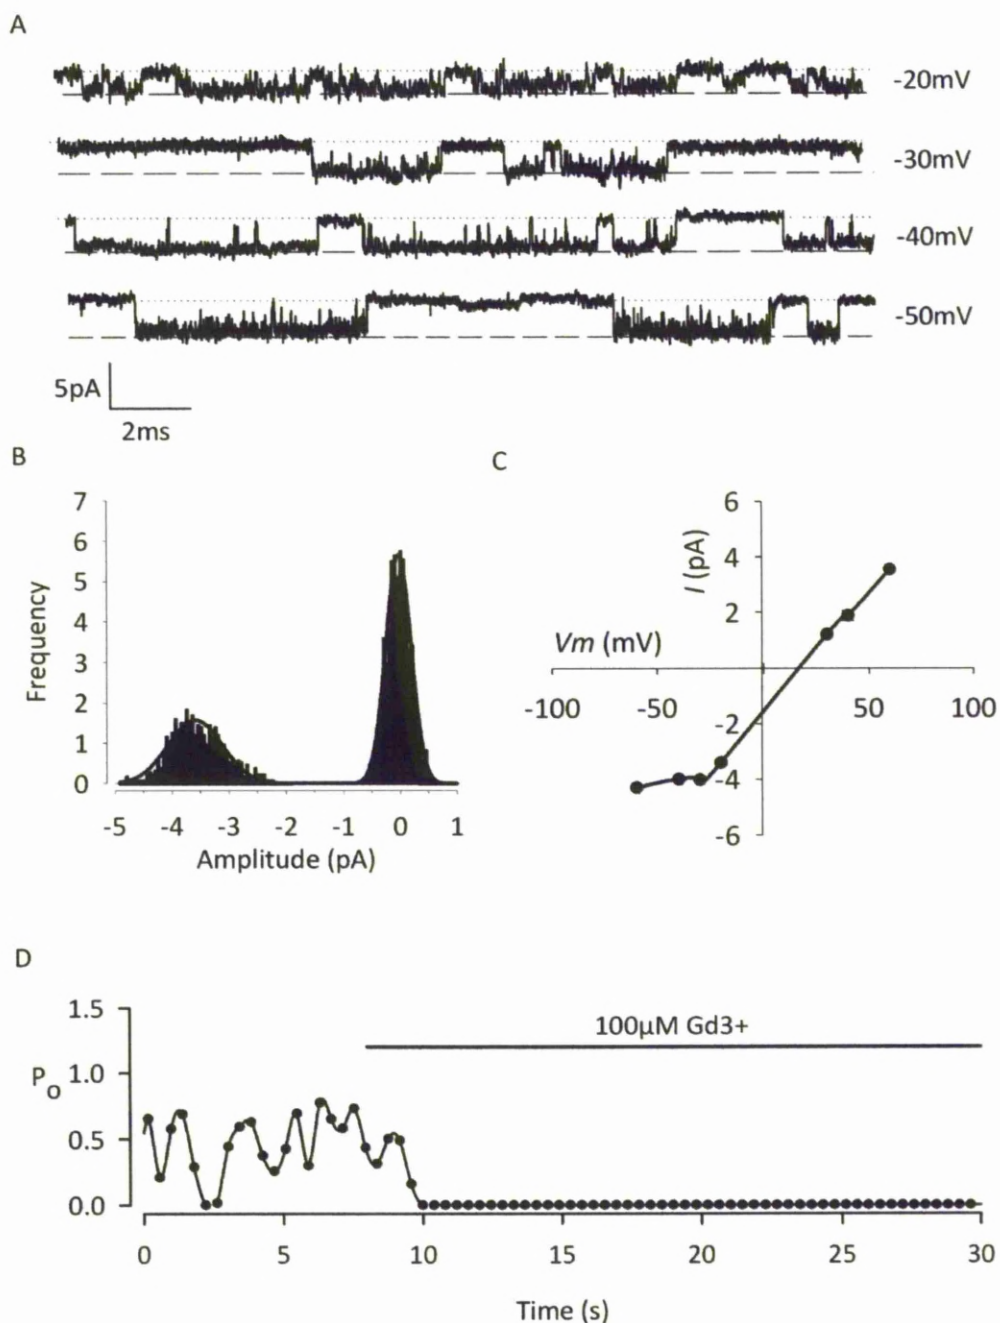 A
-20mV
-30mV
-40mV
-50mV
5pA
2ms
B
C
7
6
5
4
3
2
1
0
Frequency
-5 -4 -3 -2 -1 0 1
Amplitude (pA)
6
4
2
-2
-4
-6
I (pA)
Vm (mV)
-100 -50 50 100
D
1.5
1.0
0.5
0.0
Po
100μM Gd3+
0 5 10 15 20 25 30
Time (s)